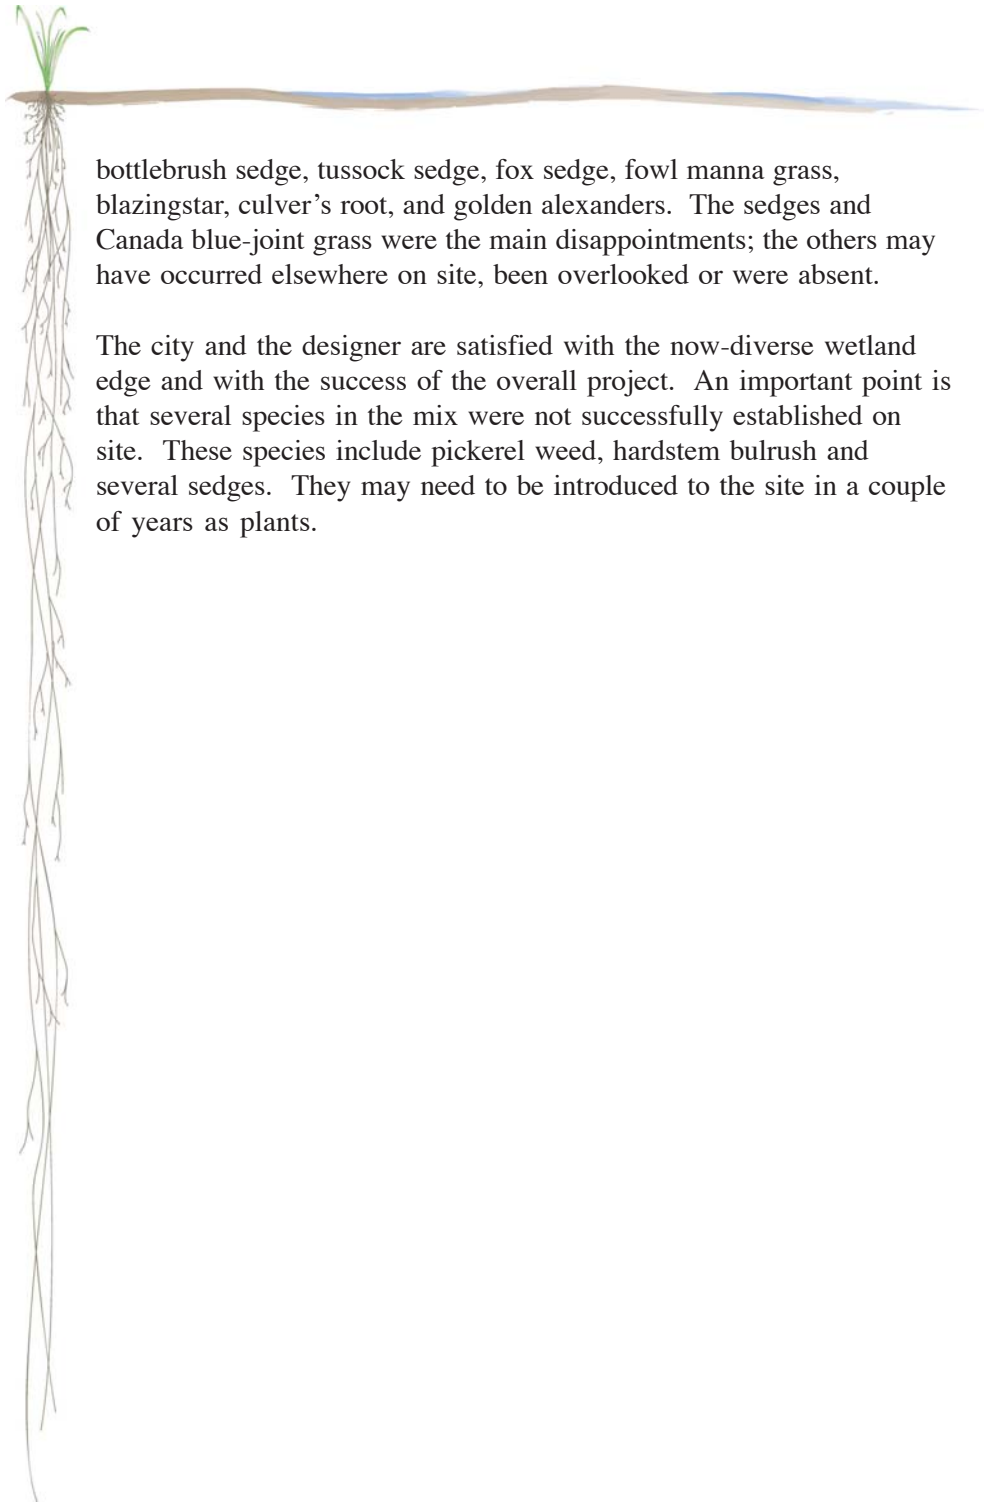 bottlebrush sedge, tussock sedge, fox sedge, fowl manna grass,
blazingstar, culver’s root, and golden alexanders.  The sedges and
Canada blue-joint grass were the main disappointments; the others may
have occurred elsewhere on site, been overlooked or were absent.
The city and the designer are satisfied with the now-diverse wetland
edge and with the success of the overall project.  An important point is
that several species in the mix were not successfully established on
site.  These species include pickerel weed, hardstem bulrush and
several sedges.  They may need to be introduced to the site in a couple
of years as plants.